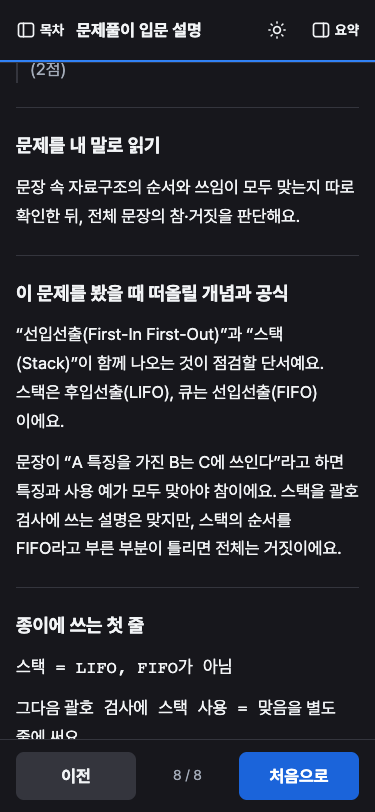 목차 문제풀이 입문 설명 요약
(2점)
문제를 내 말로 읽기
문장 속 자료구조의 순서와 쓰임이 모두 맞는지 따로
확인한 뒤, 전체 문장의 참·거짓을 판단해요.
이 문제를 봤을 때 떠올릴 개념과 공식
“선입선출(First-In First-Out)”과 “스택
(Stack)”이 함께 나오는 것이 점검할 단서예요.
스택은 후입선출(LIFO), 큐는 선입선출(FIFO)
이에요.
문장이 “A 특징을 가진 B는 C에 쓰인다”라고 하면
특징과 사용 예가 모두 맞아야 참이에요. 스택을 괄호
검사에 쓰는 설명은 맞지만, 스택의 순서를
FIFO라고 부른 부분이 틀리면 전체는 거짓이에요.
종이에 쓰는 첫 줄
스택 = LIFO, FIFO가 아님
그다음 괄호 검사에 스택 사용 = 맞음을 별도
줄에 써요
이전 8 / 8 처음으로